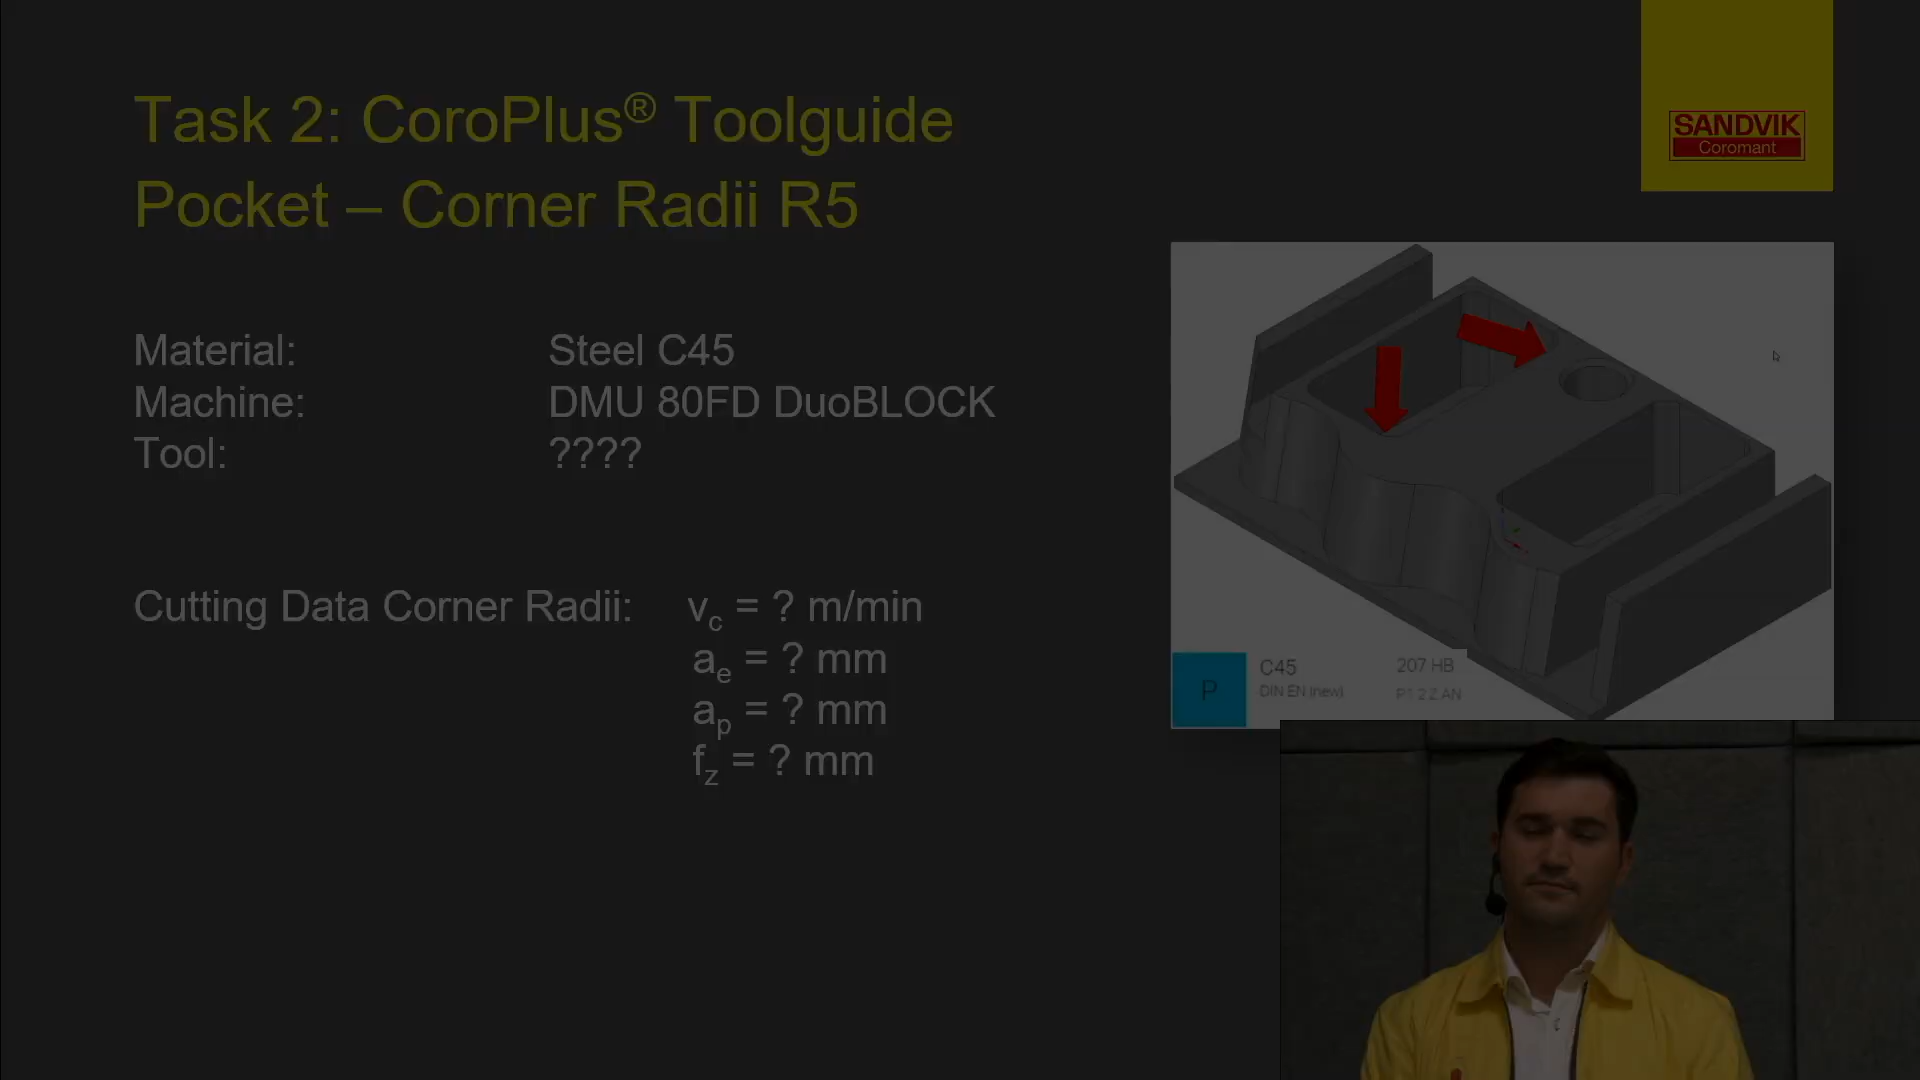 Task 2: CoroPlus® Toolguide
Pocket – Corner Radii R5
SANDVIK
Coromant
Material: Steel C45
Machine: DMU 80FD DuoBLOCK
Tool: ????
Cutting Data Corner Radii: vc = ? m/min
ae = ? mm
ap = ? mm
fz = ? mm
P
C45 207 HB
DIN EN (new) P1.2.Z.AN